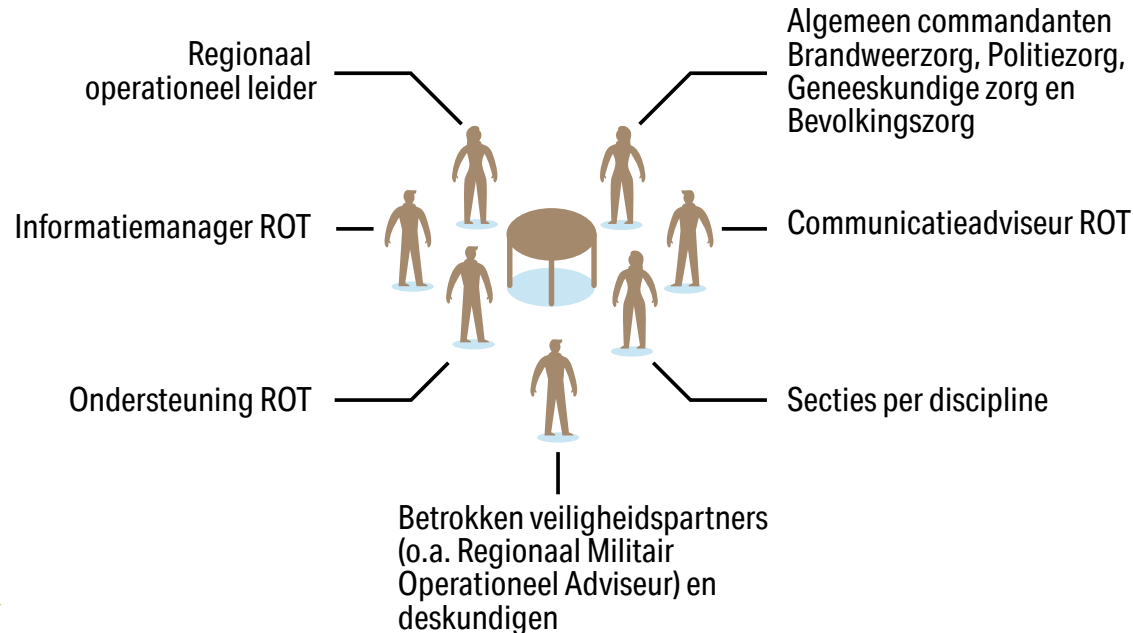 Regionaal
operationeel leider
Algemeen commandanten
Brandweerzorg, Politiezorg,
Geneeskundige zorg en
Bevolkingszorg
Informatiemanager ROT
Communicatieadviseur ROT
Ondersteuning ROT
Secties per discipline
Betrokken veiligheidspartners
(o.a. Regionaal Militair
Operationeel Adviseur) en
deskundigen